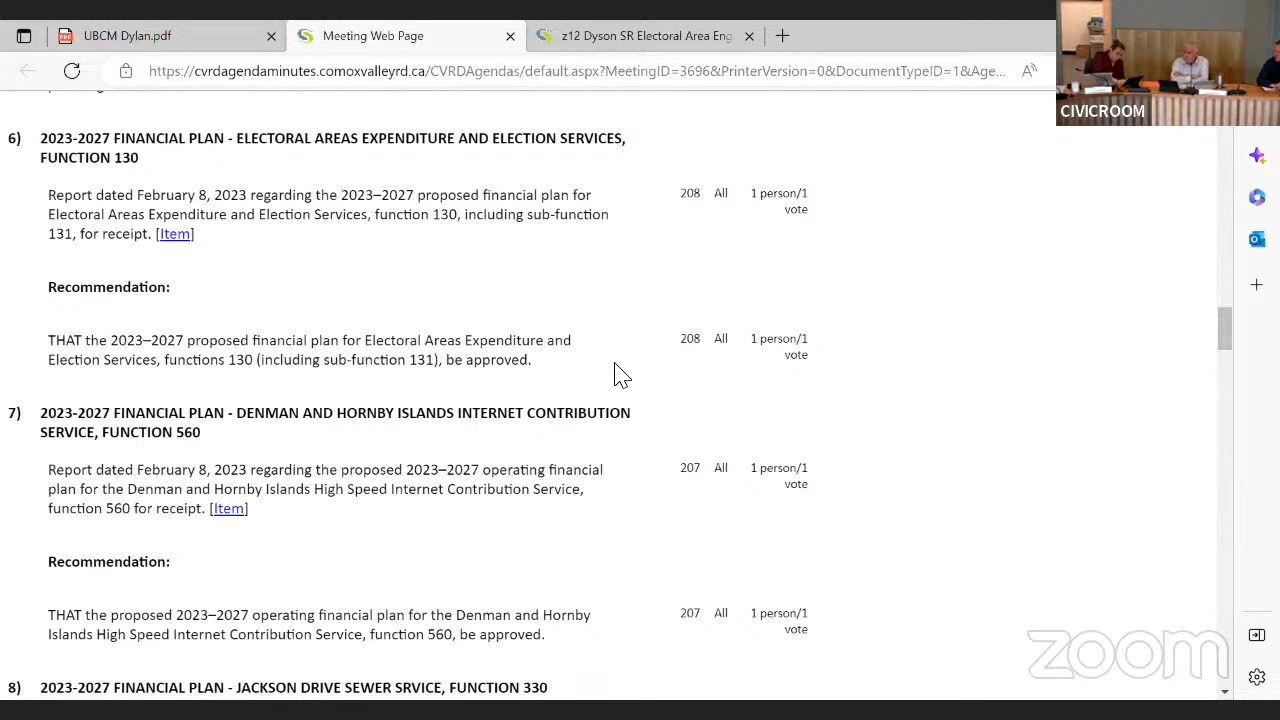 UBCM Dylan.pdf
Meeting Web Page
z12 Dyson SR Electoral Area Eng
https://cvrdagendaminutes.comoxvalleyrd.ca/CVRDAgendas/default.aspx?MeetingID=3696&PrinterVersion=0&DocumentTypeID=1&Age...
CIVICROOM
6) 2023-2027 FINANCIAL PLAN - ELECTORAL AREAS EXPENDITURE AND ELECTION SERVICES,
FUNCTION 130
Report dated February 8, 2023 regarding the 2023–2027 proposed financial plan for 208 All 1 person/1
Electoral Areas Expenditure and Election Services, function 130, including sub-function vote
131, for receipt. [Item]
Recommendation:
THAT the 2023–2027 proposed financial plan for Electoral Areas Expenditure and 208 All 1 person/1
Election Services, functions 130 (including sub-function 131), be approved. vote
7) 2023-2027 FINANCIAL PLAN - DENMAN AND HORNBY ISLANDS INTERNET CONTRIBUTION
SERVICE, FUNCTION 560
Report dated February 8, 2023 regarding the proposed 2023–2027 operating financial 207 All 1 person/1
plan for the Denman and Hornby Islands High Speed Internet Contribution Service, vote
function 560 for receipt. [Item]
Recommendation:
THAT the proposed 2023–2027 operating financial plan for the Denman and Hornby 207 All 1 person/1
Islands High Speed Internet Contribution Service, function 560, be approved. vote
8) 2023-2027 FINANCIAL PLAN - JACKSON DRIVE SEWER SRVICE, FUNCTION 330
zoom